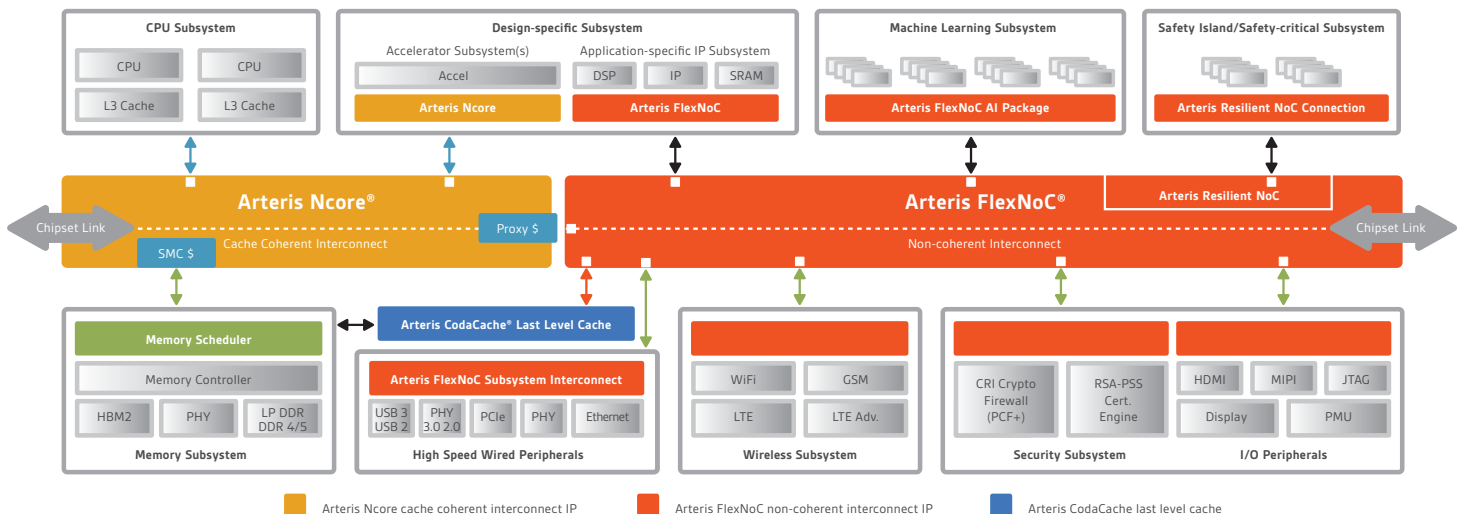 CPU Subsystem
CPU
CPU
L3 Cache
L3 Cache
Design-specific Subsystem
Accelerator Subsystem(s)
Application-specific IP Subsystem
Accel
DSP
IP
SRAM
Arteris Ncore
Arteris FlexNoC
Machine Learning Subsystem
Arteris FlexNoC AI Package
Safety Island/Safety-critical Subsystem
Arteris Resilient NoC Connection
Arteris Ncore®
Chipset Link
Cache Coherent Interconnect
SMC $
Proxy $
Arteris FlexNoC®
Arteris Resilient NoC
Non-coherent Interconnect
Chipset Link
Memory Scheduler
Memory Controller
HBM2
PHY
LP DDR
DDR 4/5
Memory Subsystem
Arteris CodaCache® Last Level Cache
Arteris FlexNoC Subsystem Interconnect
USB 3
USB 2
PHY
3.0 2.0
PCIe
PHY
Ethernet
High Speed Wired Peripherals
WiFi
GSM
LTE
LTE Adv.
Wireless Subsystem
CRI Crypto
Firewall
(PCF+)
RSA-PSS
Cert.
Engine
Security Subsystem
HDMI
MIPI
JTAG
Display
PMU
I/O Peripherals
Arteris Ncore cache coherent interconnect IP
Arteris FlexNoC non-coherent interconnect IP
Arteris CodaCache last level cache